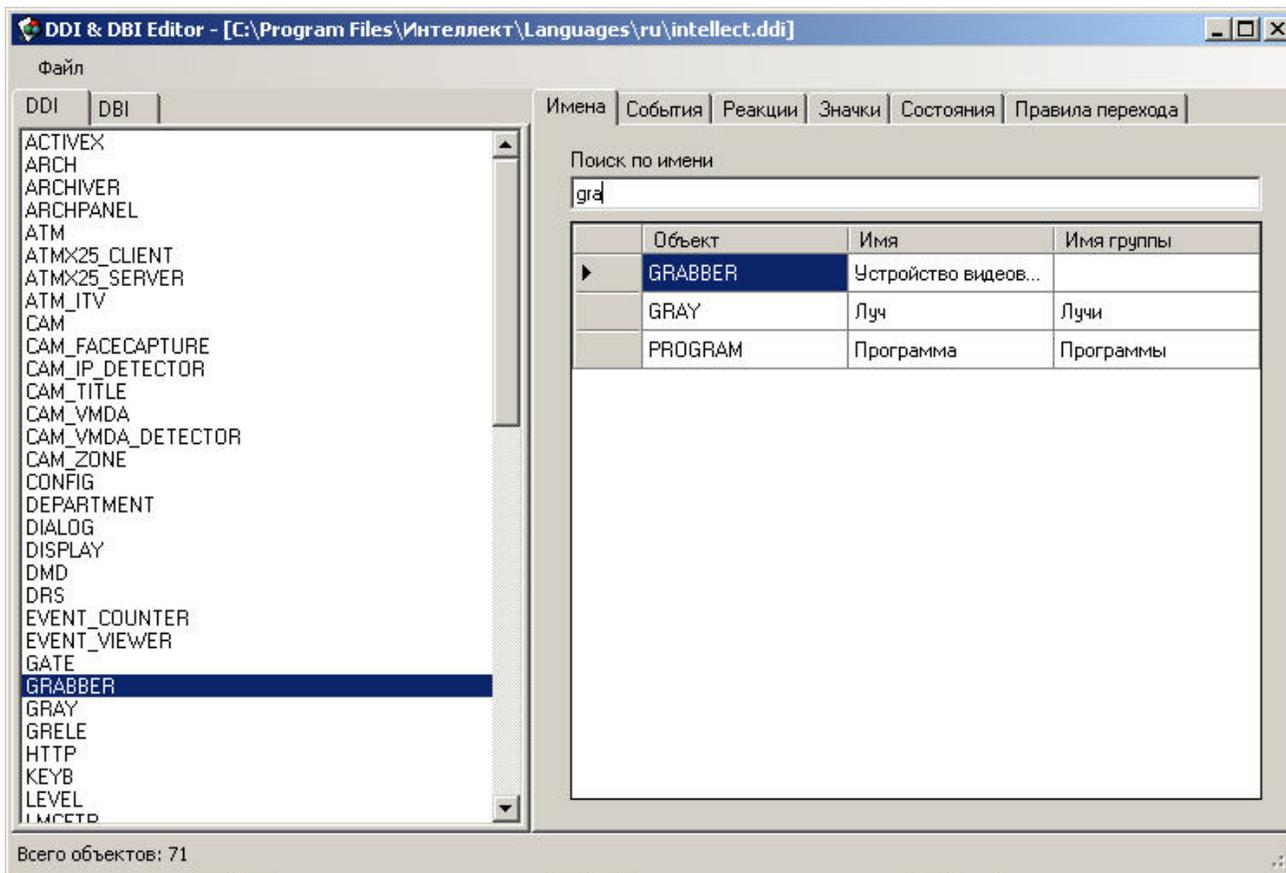 DDI & DBI Editor - [C:\Program Files\Интеллект\Languages\ru\intellect.ddi]
Файл
DDI DBI
ACTIVEX
ARCH
ARCHIVER
ARCHPANEL
ATM
ATMX25_CLIENT
ATMX25_SERVER
ATM_ITV
CAM
CAM_FACECAPTURE
CAM_IP_DETECTOR
CAM_TITLE
CAM_VMDA
CAM_VMDA_DETECTOR
CAM_ZONE
CONFIG
DEPARTMENT
DIALOG
DISPLAY
DMD
DRS
EVENT_COUNTER
EVENT_VIEWER
GATE
GRABBER
GRAY
GRELE
HTTP
KEYB
LEVEL
Имена События Реакции Значки Состояния Правила перехода
Поиск по имени
gra
Объект Имя Имя группы
GRABBER Устройство видеов...
GRAY Луч Лучи
PROGRAM Программа Программы
Всего объектов: 71